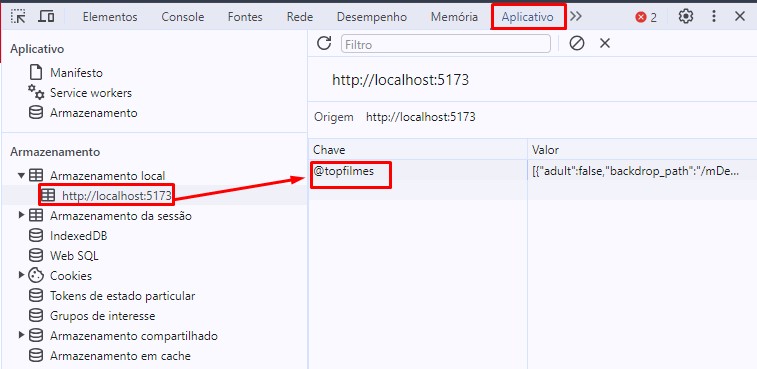 Elementos Console Fontes Rede Desempenho Memória Aplicativo 2
Aplicativo
Manifesto
Service workers
Armazenamento
Armazenamento
Armazenamento local
http://localhost:5173
Armazenamento da sessão
IndexedDB
Web SQL
Cookies
Tokens de estado particular
Grupos de interesse
Armazenamento compartilhado
Armazenamento em cache
Filtro
http://localhost:5173
Origem http://localhost:5173
Chave Valor
@topfilmes [{"adult":false,"backdrop_path":"/mDe...